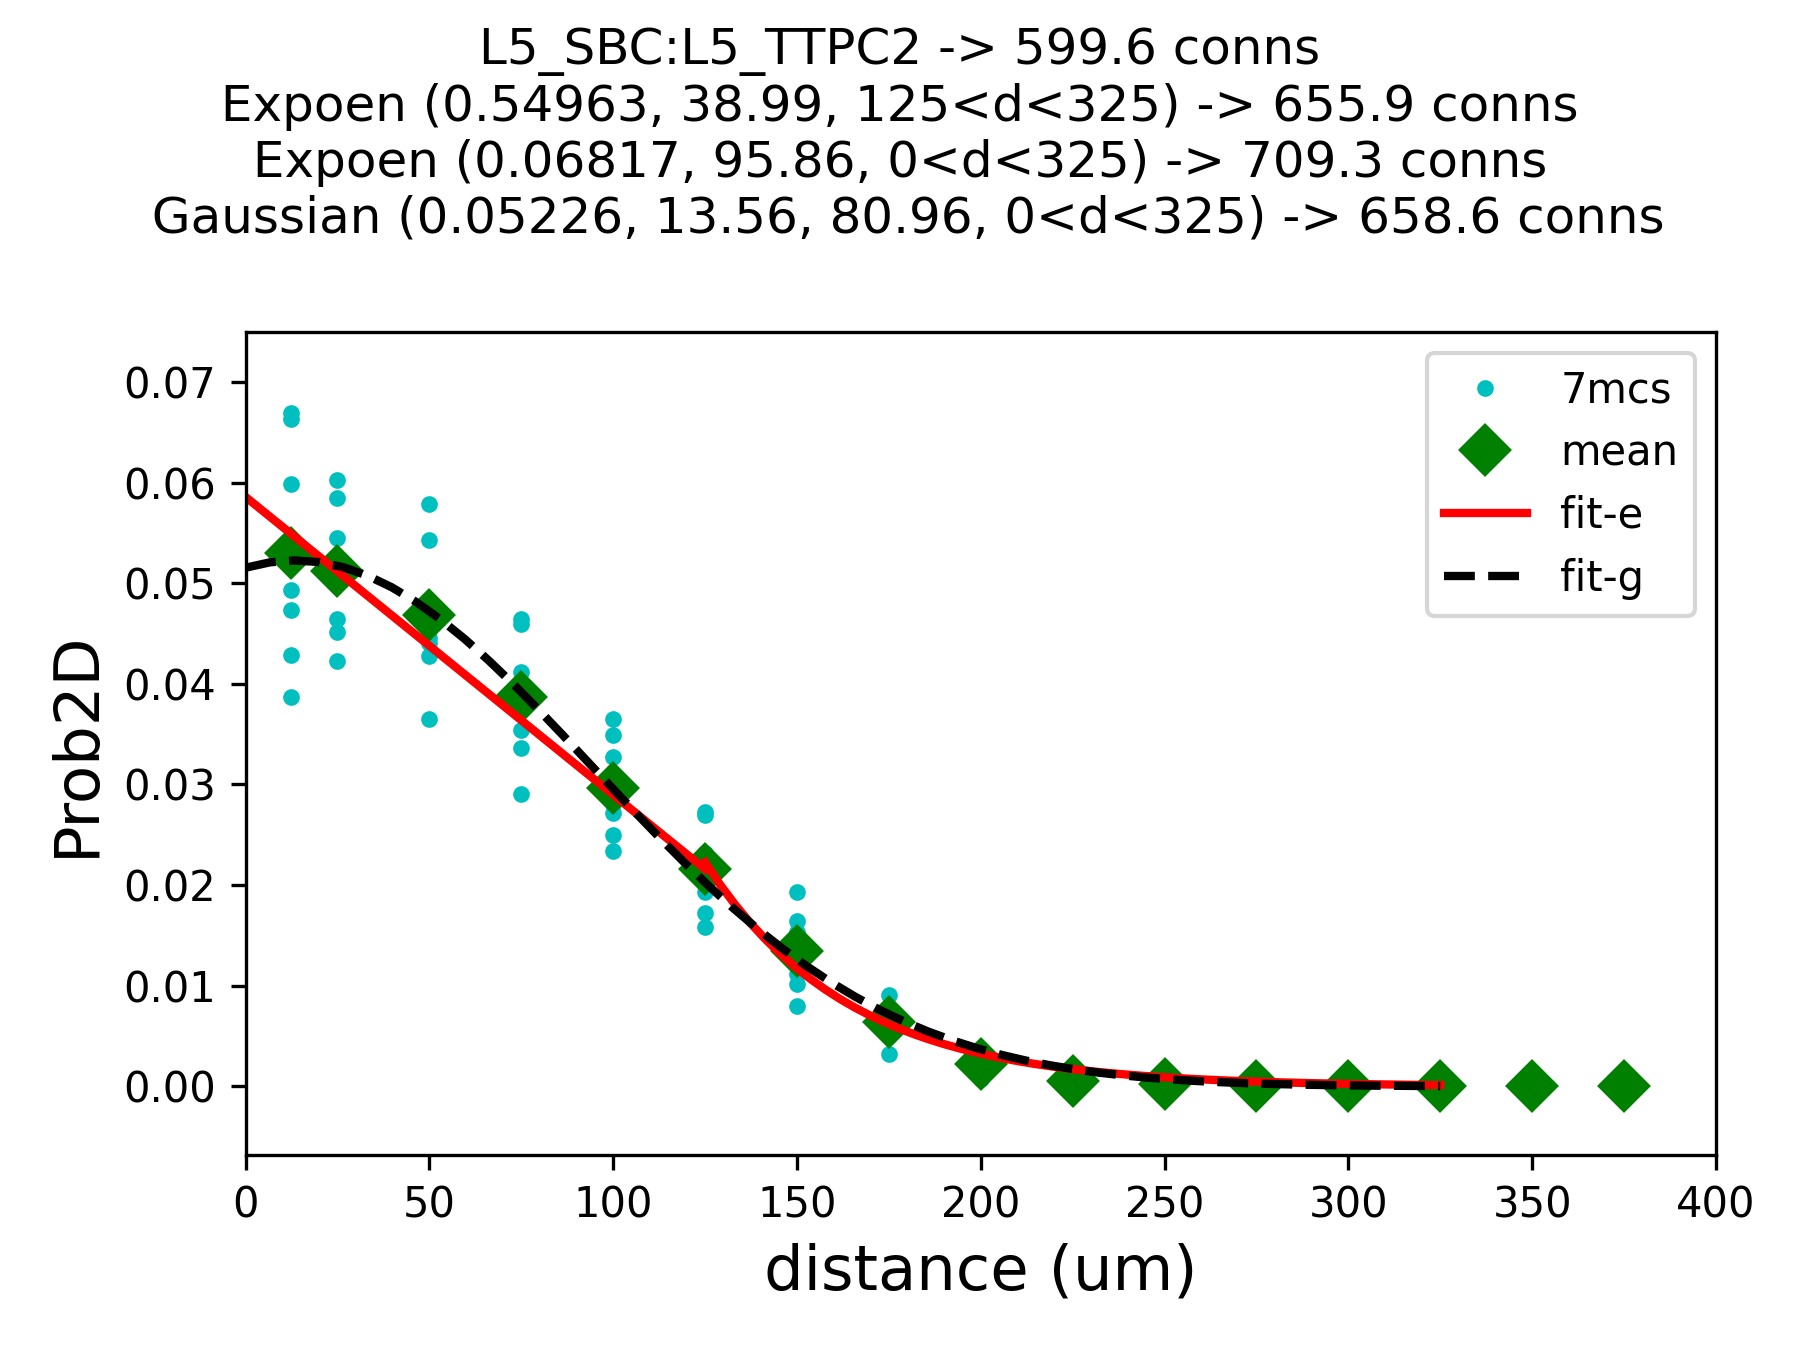 L5_SBC:L5_TTPC2 -> 599.6 conns
Expoen (0.54963, 38.99, 125<d<325) -> 655.9 conns
Expoen (0.06817, 95.86, 0<d<325) -> 709.3 conns
Gaussian (0.05226, 13.56, 80.96, 0<d<325) -> 658.6 conns
7mcs
mean
fit-e
fit-g
Prob2D
0.07
0.06
0.05
0.04
0.03
0.02
0.01
0.00
0 50 100 150 200 250 300 350 400
distance (um)